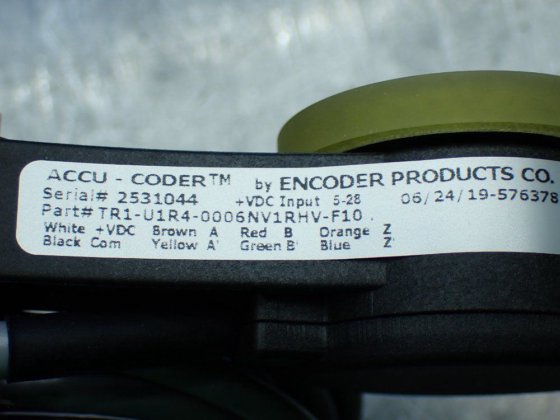 ACCU - CODER™ by ENCODER PRODUCTS CO.
Serial# 2531044 +VDC Input 5-28 06/24/19-576378
Part# TR1-U1R4-0006NV1RHV-F10 .
White +VDC Brown A Red B Orange Z
Black Com Yellow A' Green B' Blue Z'